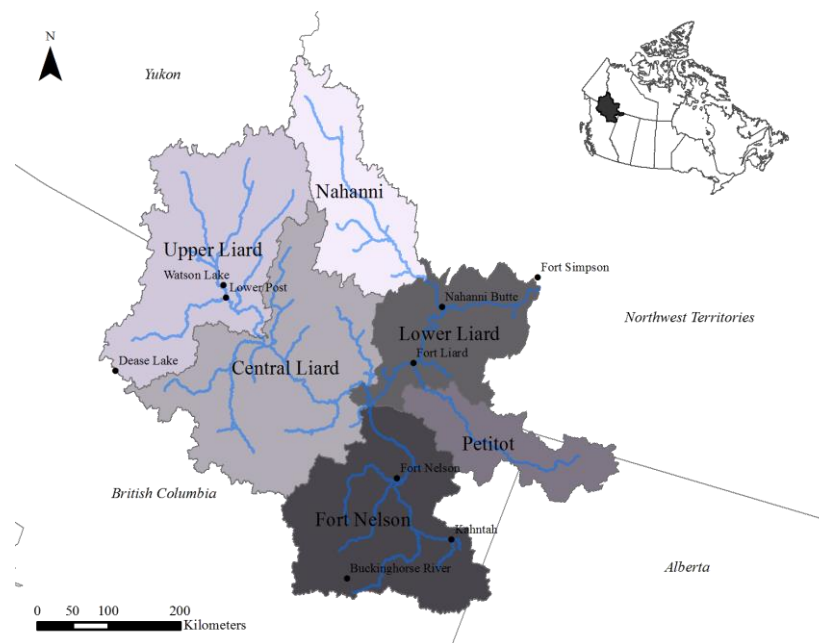 N
Yukon
Nahanni
Upper Liard
Watson Lake
Lower Post
Fort Simpson
Nahanni Butte
Northwest Territories
Lower Liard
Dease Lake
Central Liard
Fort Liard
Petitot
Fort Nelson
British Columbia
Fort Nelson
Kahntah
Alberta
Buckinghorse River
0 50 100 200
Kilometers